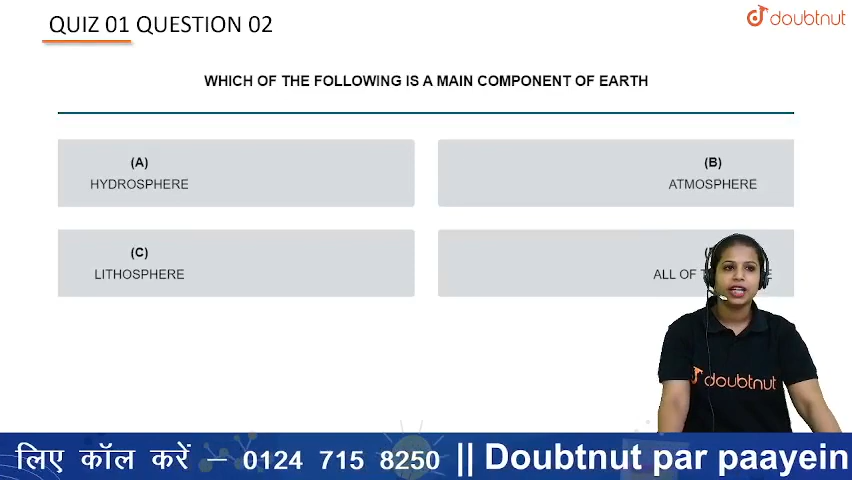 QUIZ 01 QUESTION 02
doubtnut
WHICH OF THE FOLLOWING IS A MAIN COMPONENT OF EARTH
(A)
HYDROSPHERE
(B)
ATMOSPHERE
(C)
LITHOSPHERE
ALL OF
doubtnut
लिए कॉल करें – 0124 715 8250 || Doubtnut par paayein